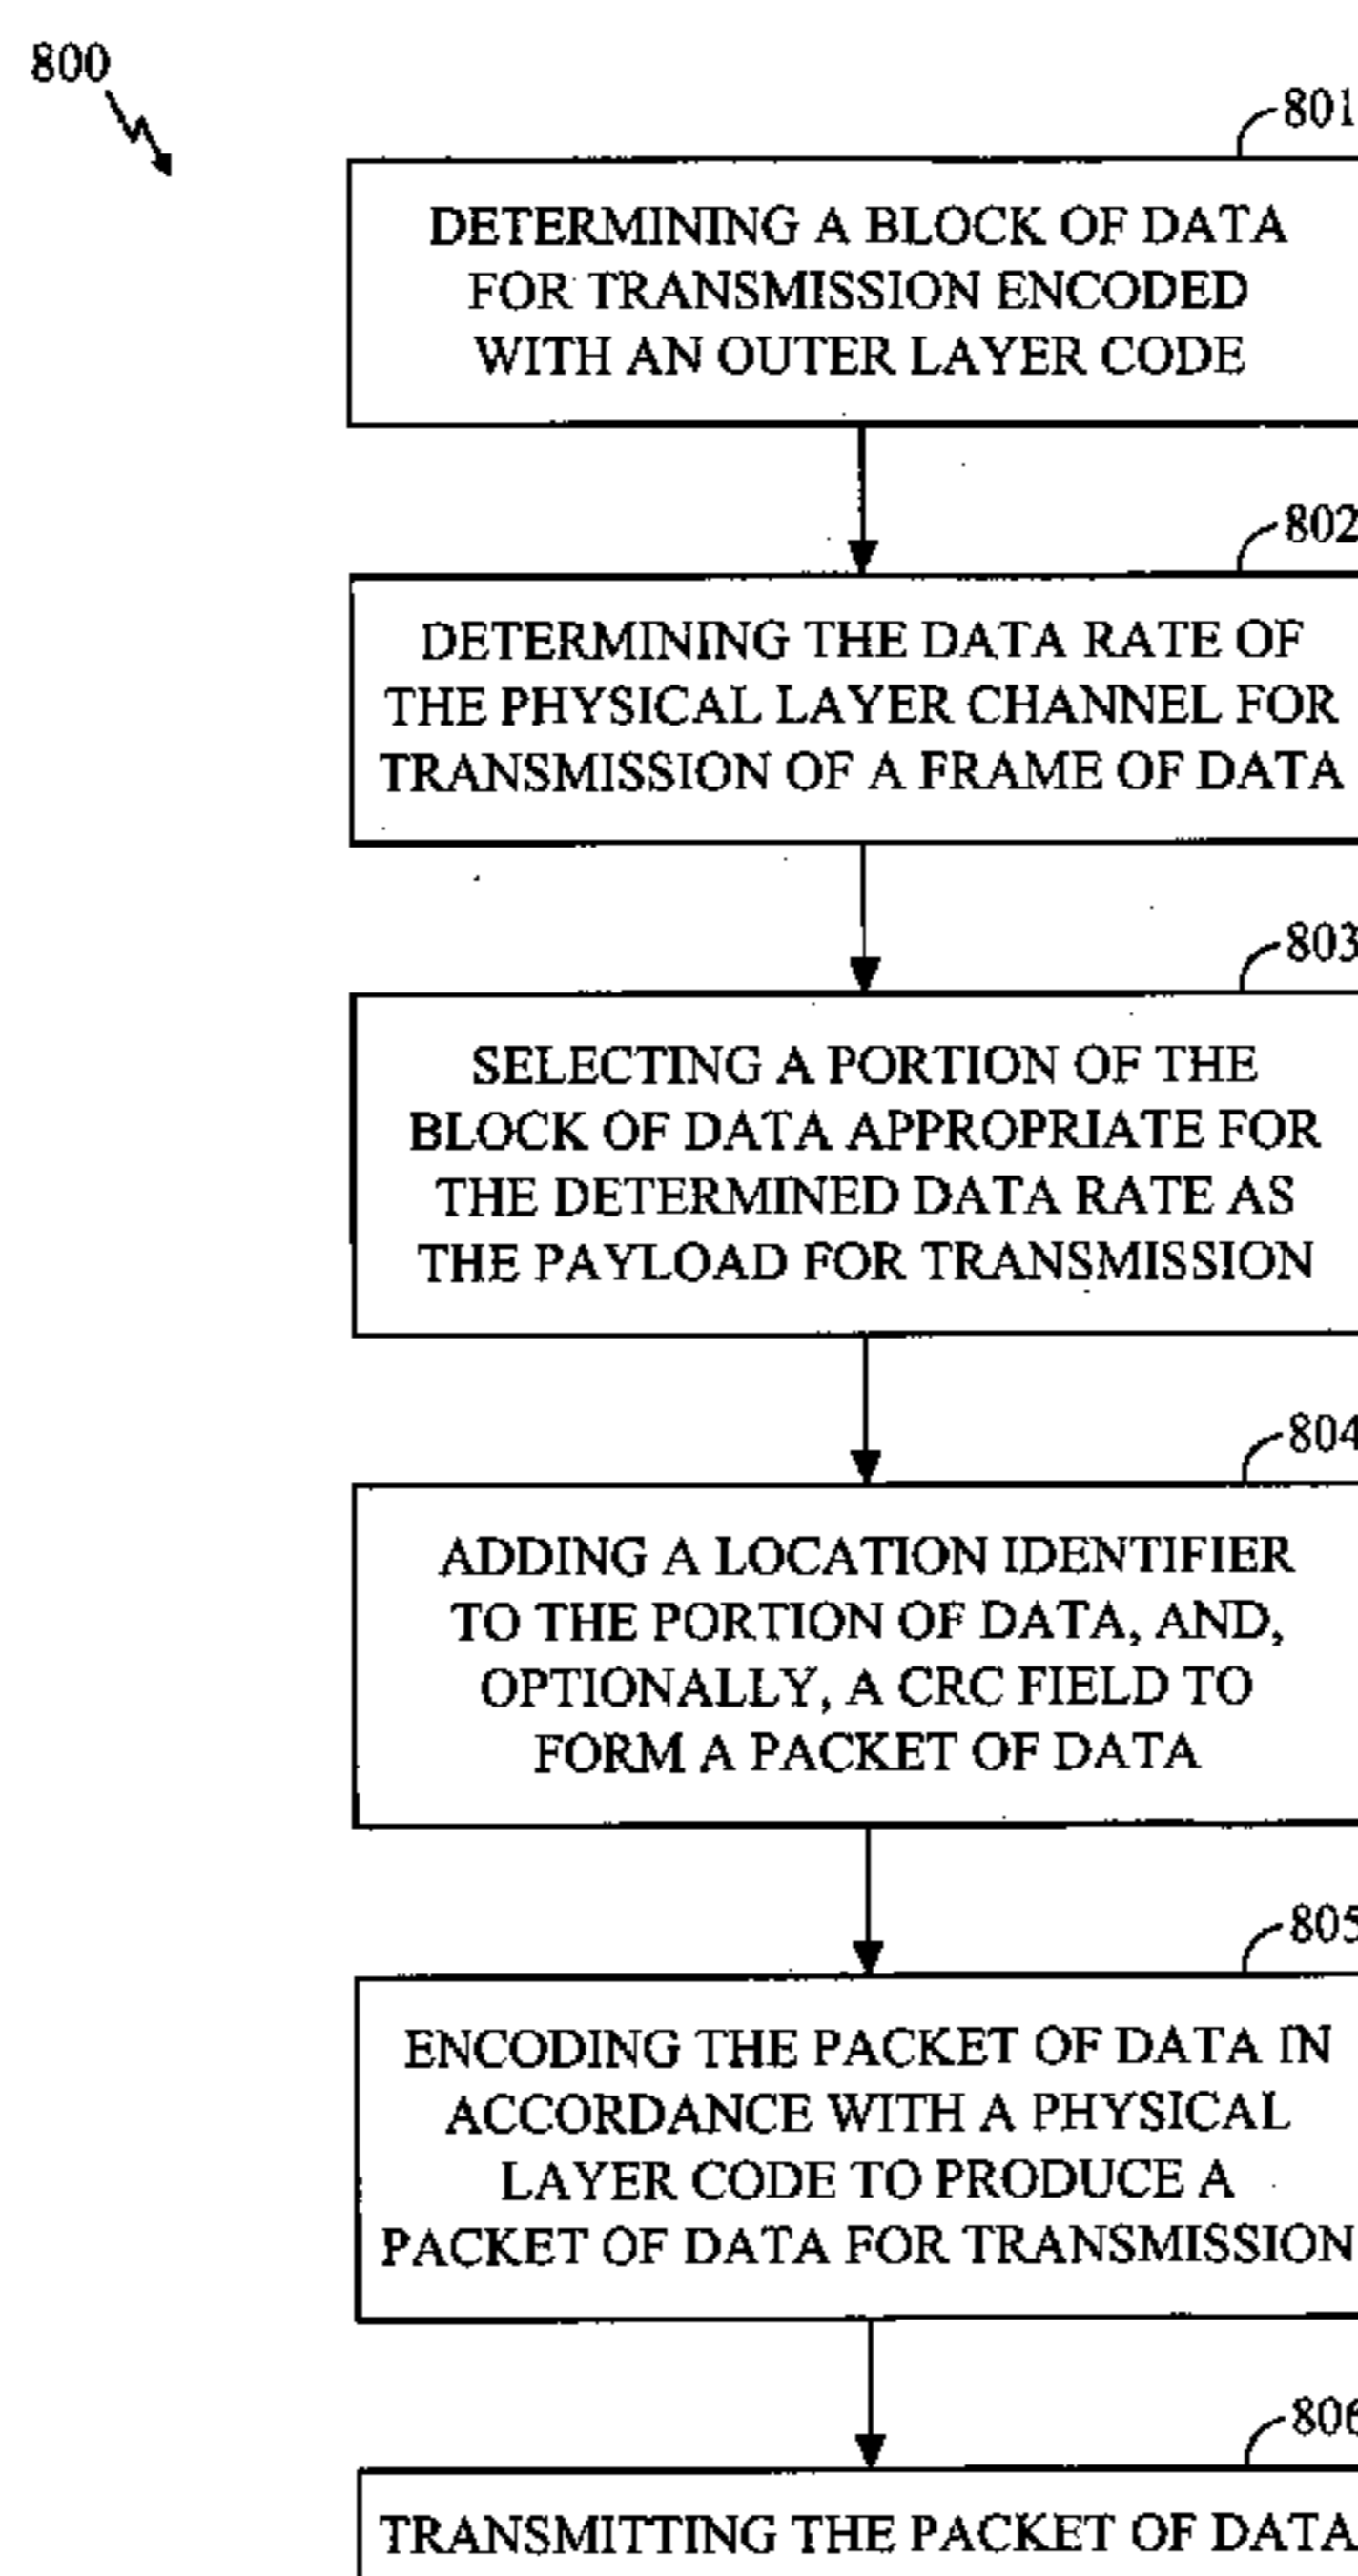 800
801
DETERMINING A BLOCK OF DATA
FOR TRANSMISSION ENCODED
WITH AN OUTER LAYER CODE
802
DETERMINING THE DATA RATE OF
THE PHYSICAL LAYER CHANNEL FOR
TRANSMISSION OF A FRAME OF DATA
803
SELECTING A PORTION OF THE
BLOCK OF DATA APPROPRIATE FOR
THE DETERMINED DATA RATE AS
THE PAYLOAD FOR TRANSMISSION
804
ADDING A LOCATION IDENTIFIER
TO THE PORTION OF DATA, AND,
OPTIONALLY, A CRC FIELD TO
FORM A PACKET OF DATA
805
ENCODING THE PACKET OF DATA IN
ACCORDANCE WITH A PHYSICAL
LAYER CODE TO PRODUCE A
PACKET OF DATA FOR TRANSMISSION
806
TRANSMITTING THE PACKET OF DATA